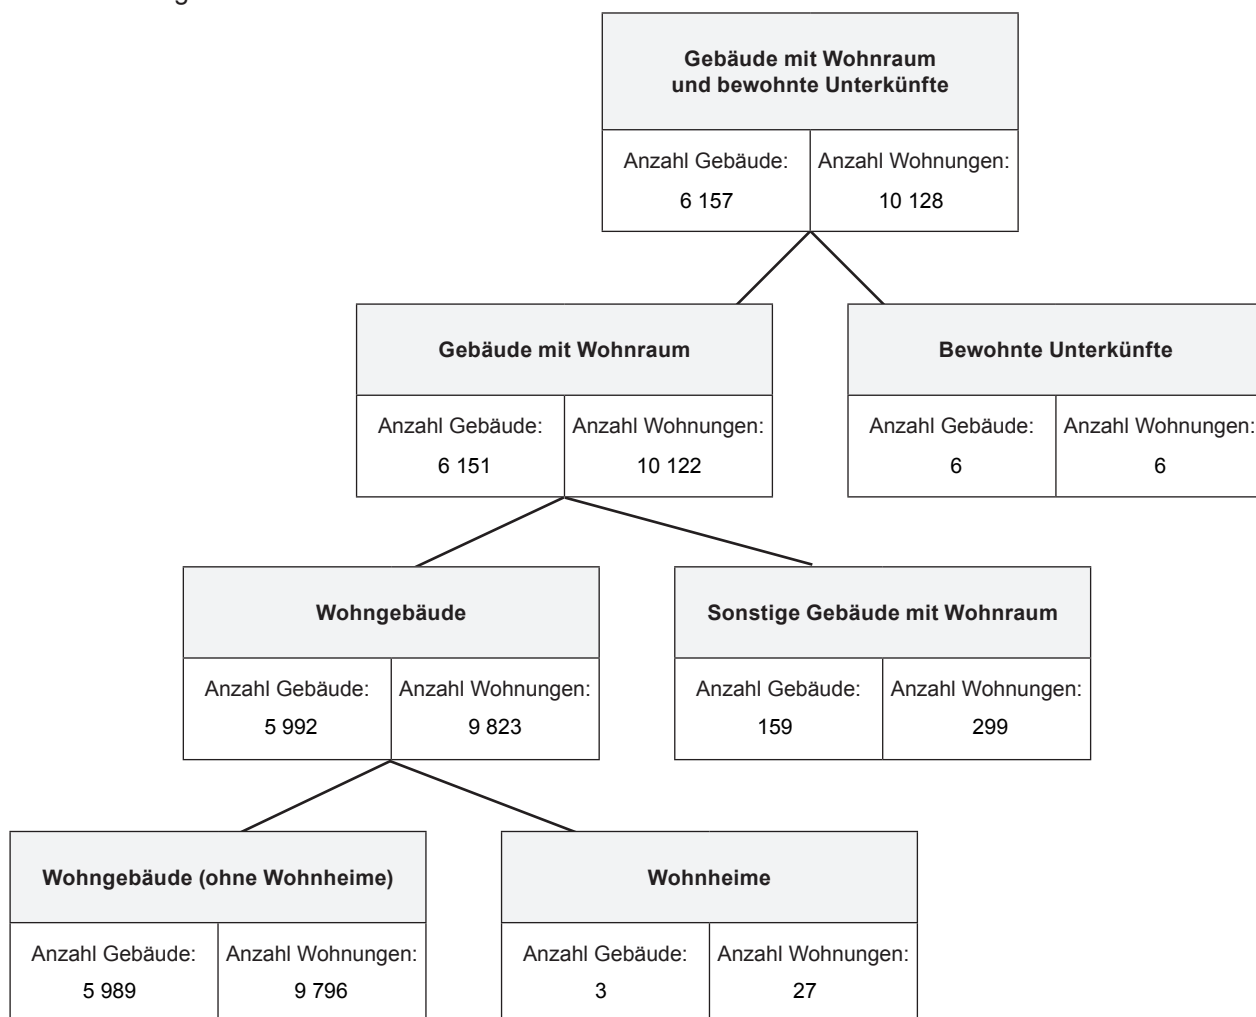 Gebäude mit Wohnraum
und bewohnte Unterkünfte
Anzahl Gebäude: Anzahl Wohnungen:
6 157 10 128
Gebäude mit Wohnraum
Anzahl Gebäude: Anzahl Wohnungen:
6 151 10 122
Bewohnte Unterkünfte
Anzahl Gebäude: Anzahl Wohnungen:
6 6
Wohngebäude
Anzahl Gebäude: Anzahl Wohnungen:
5 992 9 823
Sonstige Gebäude mit Wohnraum
Anzahl Gebäude: Anzahl Wohnungen:
159 299
Wohngebäude (ohne Wohnheime)
Anzahl Gebäude: Anzahl Wohnungen:
5 989 9 796
Wohnheime
Anzahl Gebäude: Anzahl Wohnungen:
3 27